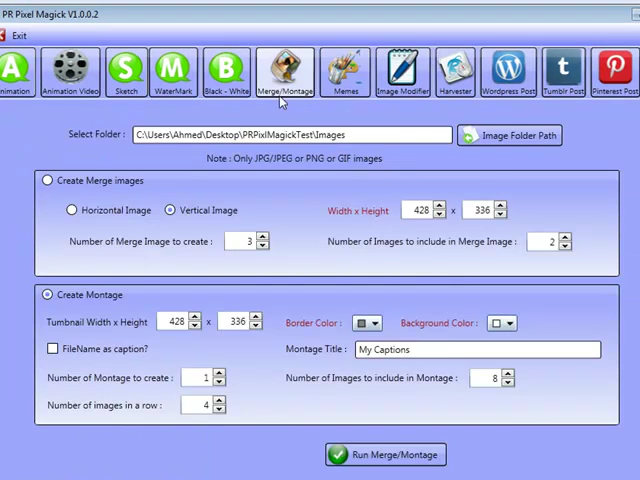 PR Pixel Magick V1.0.0.2
Exit
A S M B W t
nimation Animation Video Sketch WaterMark Black - White Merge/Montage Memes Image Modifier Harvester Wordpress Post Tumblr Post Pinterest Post
Select Folder : C:\Users\Ahmed\Desktop\PRPixlMagickTest\Images Image Folder Path
Note : Only JPG/JPEG or PNG or GIF images
Create Merge images
Horizontal Image Vertical Image Width x Height 428 x 336
Number of Merge Image to create : 3 Number of Images to include in Merge Image : 2
Create Montage
Tumbnail Width x Height 428 x 336 Border Color : Background Color :
FileName as caption? Montage Title : My Captions
Number of Montage to create : 1 Number of Images to include in Montage : 8
Number of images in a row : 4
Run Merge/Montage